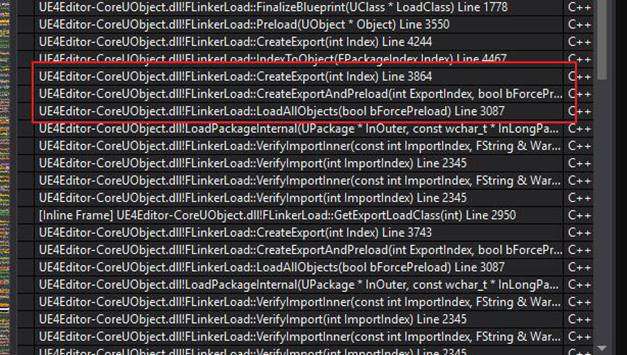 UE4Editor-CoreUObject.dll!FLinkerLoad::FinalizeBlueprint(UClass * LoadClass) Line 1778 C++
UE4Editor-CoreUObject.dll!FLinkerLoad::Preload(UObject * Object) Line 3550 C++
UE4Editor-CoreUObject.dll!FLinkerLoad::CreateExport(int Index) Line 4244 C++
UE4Editor-CoreUObject.dll!FLinkerLoad::IndexToObject(FPackageIndex Index) Line 4467 C++
UE4Editor-CoreUObject.dll!FLinkerLoad::CreateExport(int Index) Line 3864 C++
UE4Editor-CoreUObject.dll!FLinkerLoad::CreateExportAndPreload(int ExportIndex, bool bForcePr... C++
UE4Editor-CoreUObject.dll!FLinkerLoad::LoadAllObjects(bool bForcePreload) Line 3087 C++
UE4Editor-CoreUObject.dll!LoadPackageInternal(UPackage * InOuter, const wchar_t * InLongPa... C++
UE4Editor-CoreUObject.dll!FLinkerLoad::VerifyImportInner(const int ImportIndex, FString & War... C++
UE4Editor-CoreUObject.dll!FLinkerLoad::VerifyImport(int ImportIndex) Line 2345 C++
UE4Editor-CoreUObject.dll!FLinkerLoad::VerifyImportInner(const int ImportIndex, FString & War... C++
UE4Editor-CoreUObject.dll!FLinkerLoad::VerifyImport(int ImportIndex) Line 2345 C++
[Inline Frame] UE4Editor-CoreUObject.dll!FLinkerLoad::GetExportLoadClass(int) Line 2950 C++
UE4Editor-CoreUObject.dll!FLinkerLoad::CreateExport(int Index) Line 3743 C++
UE4Editor-CoreUObject.dll!FLinkerLoad::CreateExportAndPreload(int ExportIndex, bool bForcePr... C++
UE4Editor-CoreUObject.dll!FLinkerLoad::LoadAllObjects(bool bForcePreload) Line 3087 C++
UE4Editor-CoreUObject.dll!LoadPackageInternal(UPackage * InOuter, const wchar_t * InLongPa... C++
UE4Editor-CoreUObject.dll!FLinkerLoad::VerifyImportInner(const int ImportIndex, FString & War... C++
UE4Editor-CoreUObject.dll!FLinkerLoad::VerifyImport(int ImportIndex) Line 2345 C++
UE4Editor-CoreUObject.dll!FLinkerLoad::VerifyImportInner(const int ImportIndex, FString & War... C++
UE4Editor-CoreUObject.dll!FLinkerLoad::VerifyImport(int ImportIndex) Line 2345 C++